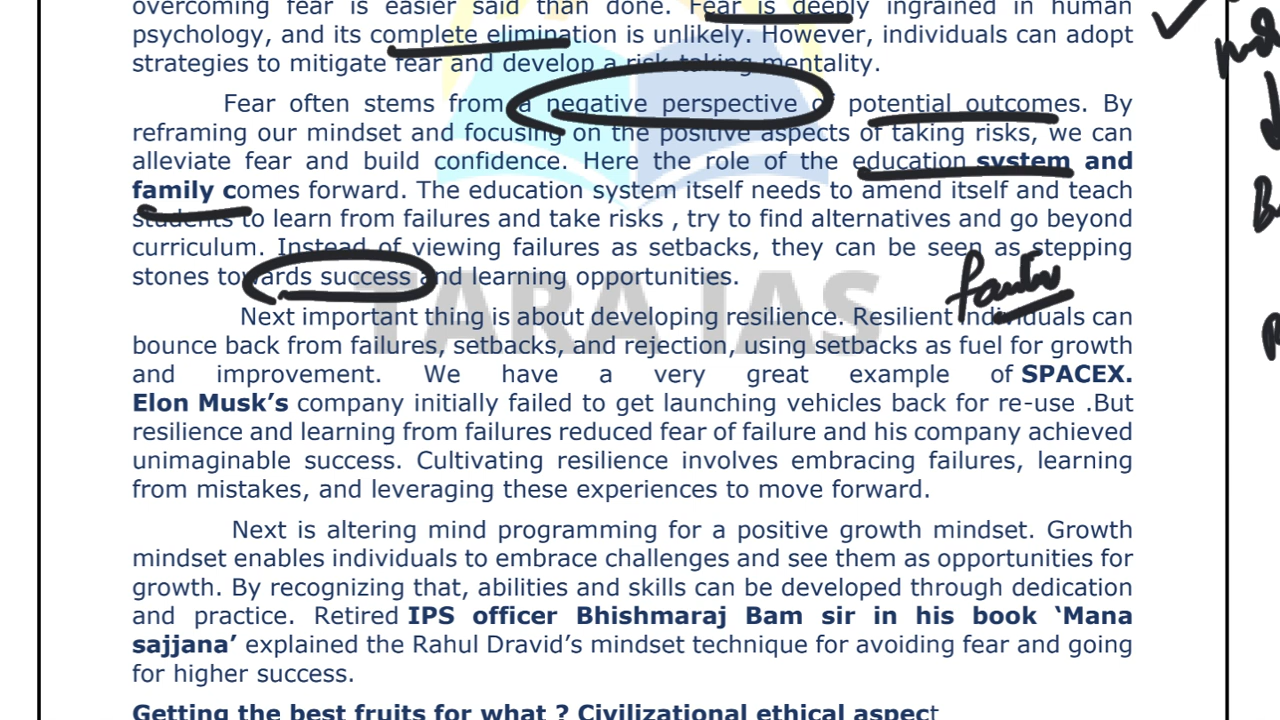 overcoming fear is easier said than done. Fear is deeply ingrained in human
psychology, and its complete elimination is unlikely. However, individuals can adopt
strategies to mitigate fear and develop a risk-taking mentality.
Fear often stems from a negative perspective of potential outcomes. By
reframing our mindset and focusing on the positive aspects of taking risks, we can
alleviate fear and build confidence. Here the role of the education system and
family comes forward. The education system itself needs to amend itself and teach
students to learn from failures and take risks , try to find alternatives and go beyond
curriculum. Instead of viewing failures as setbacks, they can be seen as stepping
stones towards success and learning opportunities.
TARA IAS
Next important thing is about developing resilience. Resilient individuals can
bounce back from failures, setbacks, and rejection, using setbacks as fuel for growth
and improvement. We have a very great example of SPACEX.
Elon Musk’s company initially failed to get launching vehicles back for re-use .But
resilience and learning from failures reduced fear of failure and his company achieved
unimaginable success. Cultivating resilience involves embracing failures, learning
from mistakes, and leveraging these experiences to move forward.
Next is altering mind programming for a positive growth mindset. Growth
mindset enables individuals to embrace challenges and see them as opportunities for
growth. By recognizing that, abilities and skills can be developed through dedication
and practice. Retired IPS officer Bhishmaraj Bam sir in his book ‘Mana
sajjana’ explained the Rahul Dravid’s mindset technique for avoiding fear and going
for higher success.
Getting the best fruits for what ? Civilizational ethical aspect